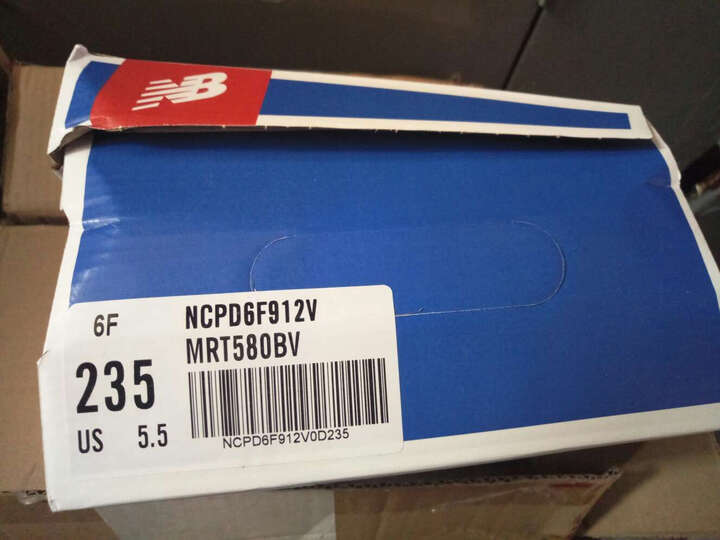 NB
6F
NCPD6F912V
MRT580BV
235
US 5.5
NCPD6F912V0D235